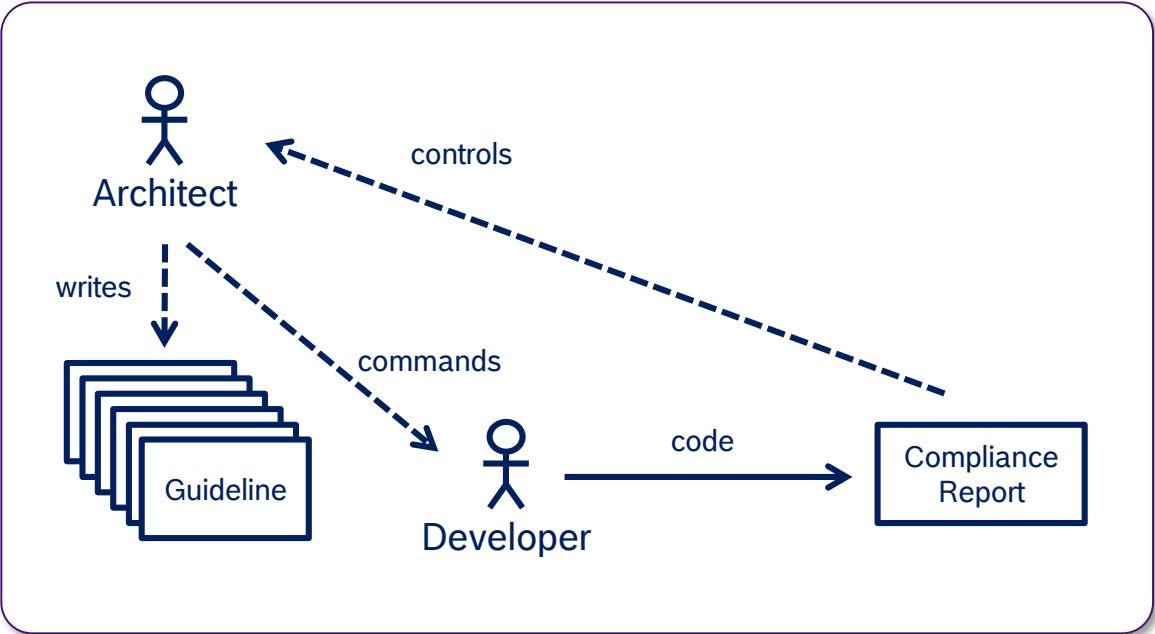 controls
Architect
writes
commands
code
Compliance
Report
Guideline
Developer